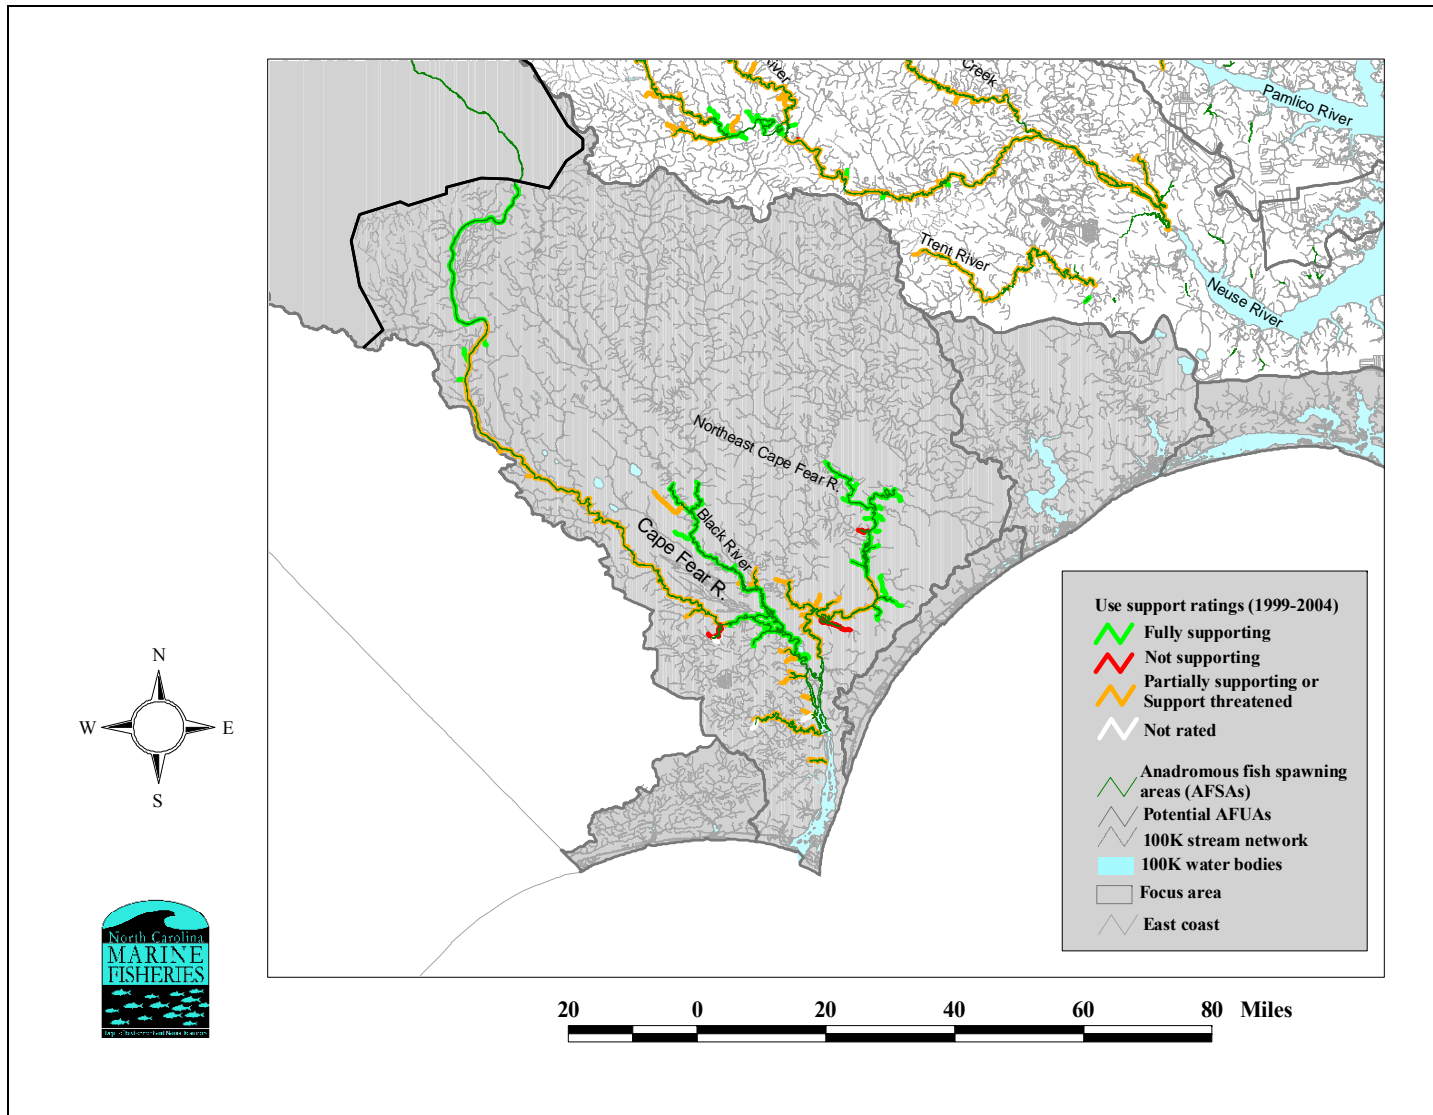 River
Creek
Pamlico River
Trent River
Neuse River
Northeast Cape Fear R.
Black River
Cape Fear R.
Use support ratings (1999-2004)
Fully supporting
Not supporting
Partially supporting or
Support threatened
Not rated
Anadromous fish spawning
areas (AFSAs)
Potential AFUAs
100K stream network
100K water bodies
Focus area
East coast
N
W
E
S
North Carolina
MARINE
FISHERIES
20 0 20 40 60 80 Miles